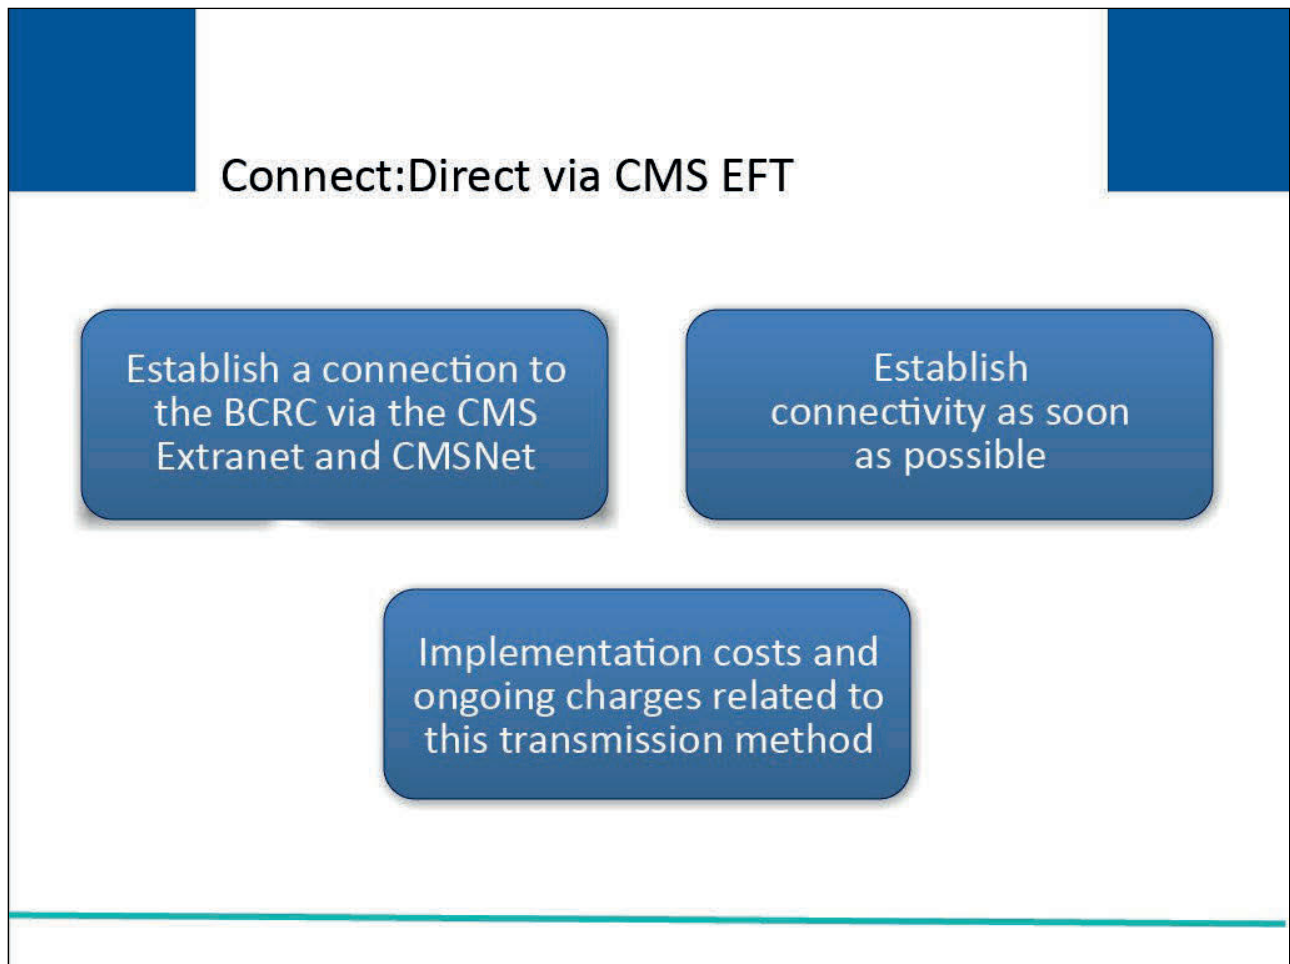 Connect:Direct via CMS EFT
Establish a connection to
the BCRC via the CMS
Extranet and CMSNet
Establish
connectivity as soon
as possible
Implementation costs and
ongoing charges related to
this transmission method